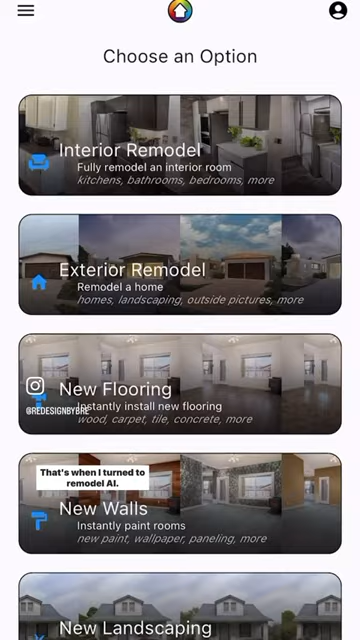 Choose an Option
Interior Remodel
Fully remodel an interior room
kitchens, bathrooms, bedrooms, more
Exterior Remodel
Remodel a home
homes, landscaping, outside pictures, more
New Flooring
Instantly install new flooring
@REDESIGNBYBRE
wood, carpet, tile, concrete, more
That's when I turned to
remodel AI.
New Walls
Instantly paint rooms
new paint, wallpaper, paneling, more
New Landscaping